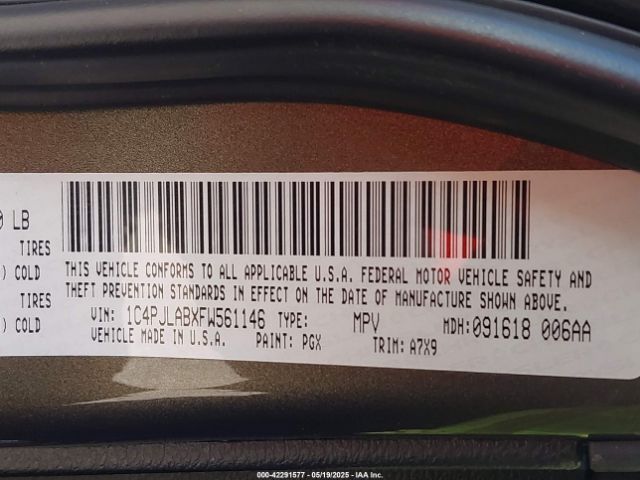 0 LB
TIRES
) COLD
TIRES
) COLD
THIS VEHICLE CONFORMS TO ALL APPLICABLE U.S.A. FEDERAL MOTOR VEHICLE SAFETY AND
THEFT PREVENTION STANDARDS IN EFFECT ON THE DATE OF MANUFACTURE SHOWN ABOVE.
VIN: 1C4PJLABXFW561146 TYPE: MPV MDH: 091618 006AA
VEHICLE MADE IN U.S.A. PAINT: PGX TRIM: A7X9
000-42291577 - 05/19/2025 - IAA Inc.